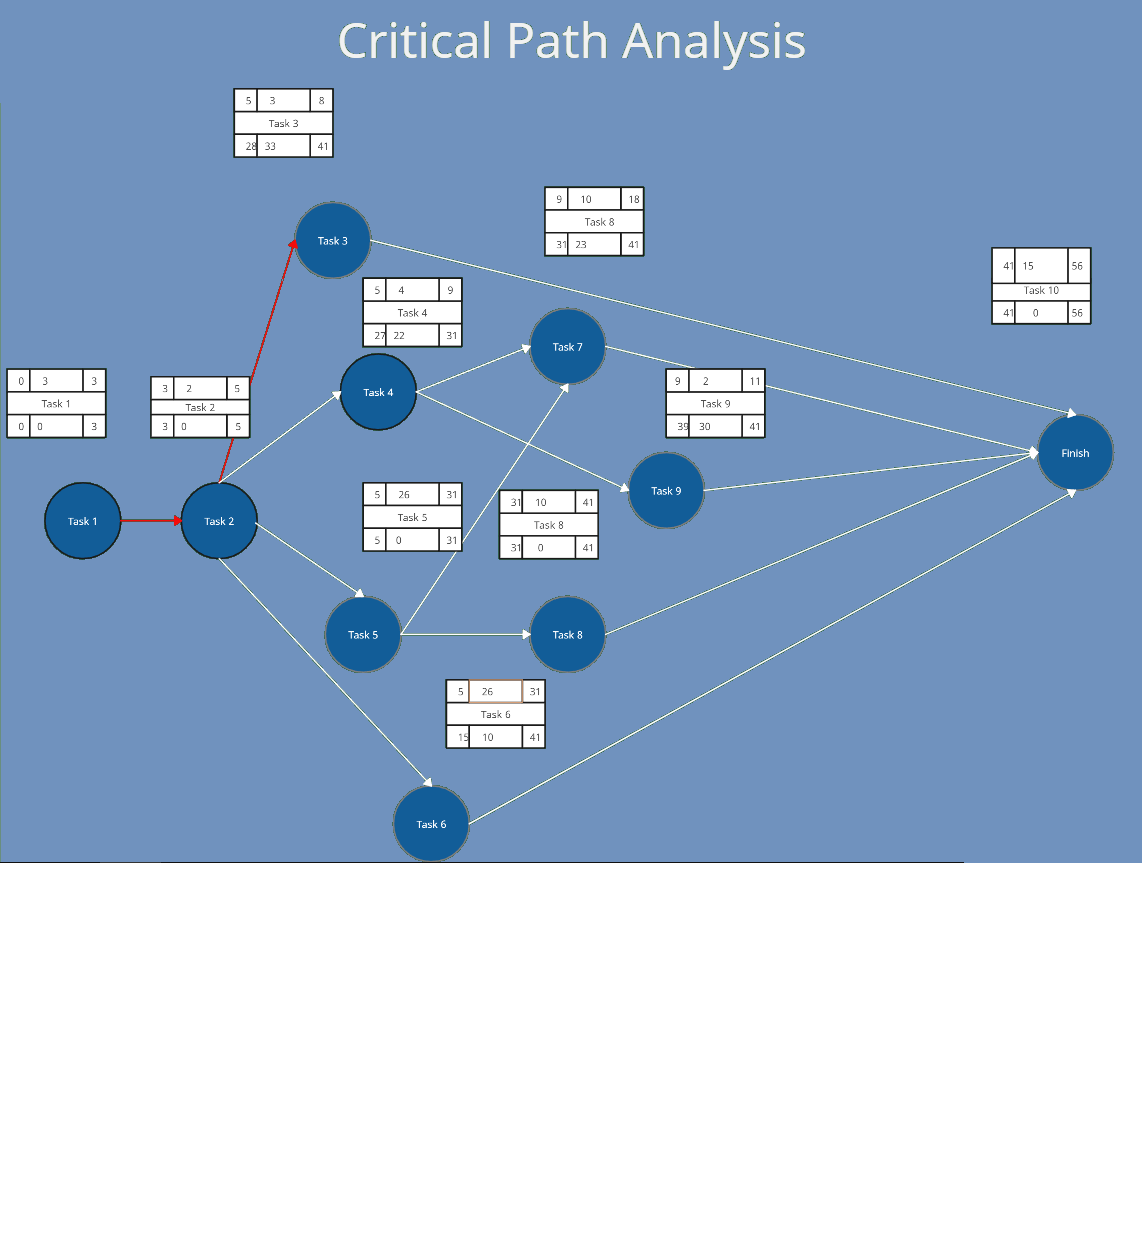 Critical Path Analysis
5 3 8
Task 3
28 33 41
9 10 18
Task 8
31 23 41
Task 3
41 15 56
Task 10
41 0 56
5 4 9
Task 4
27 22 31
Task 7
0 3 3
Task 1
0 0 3
3 2 5
Task 2
3 0 5
Task 4
9 2 11
Task 9
39 30 41
Finish
5 26 31
Task 5
5 0 31
31 10 41
Task 8
31 0 41
Task 9
Task 1
Task 2
Task 5
Task 8
5 26 31
Task 6
15 10 41
Task 6